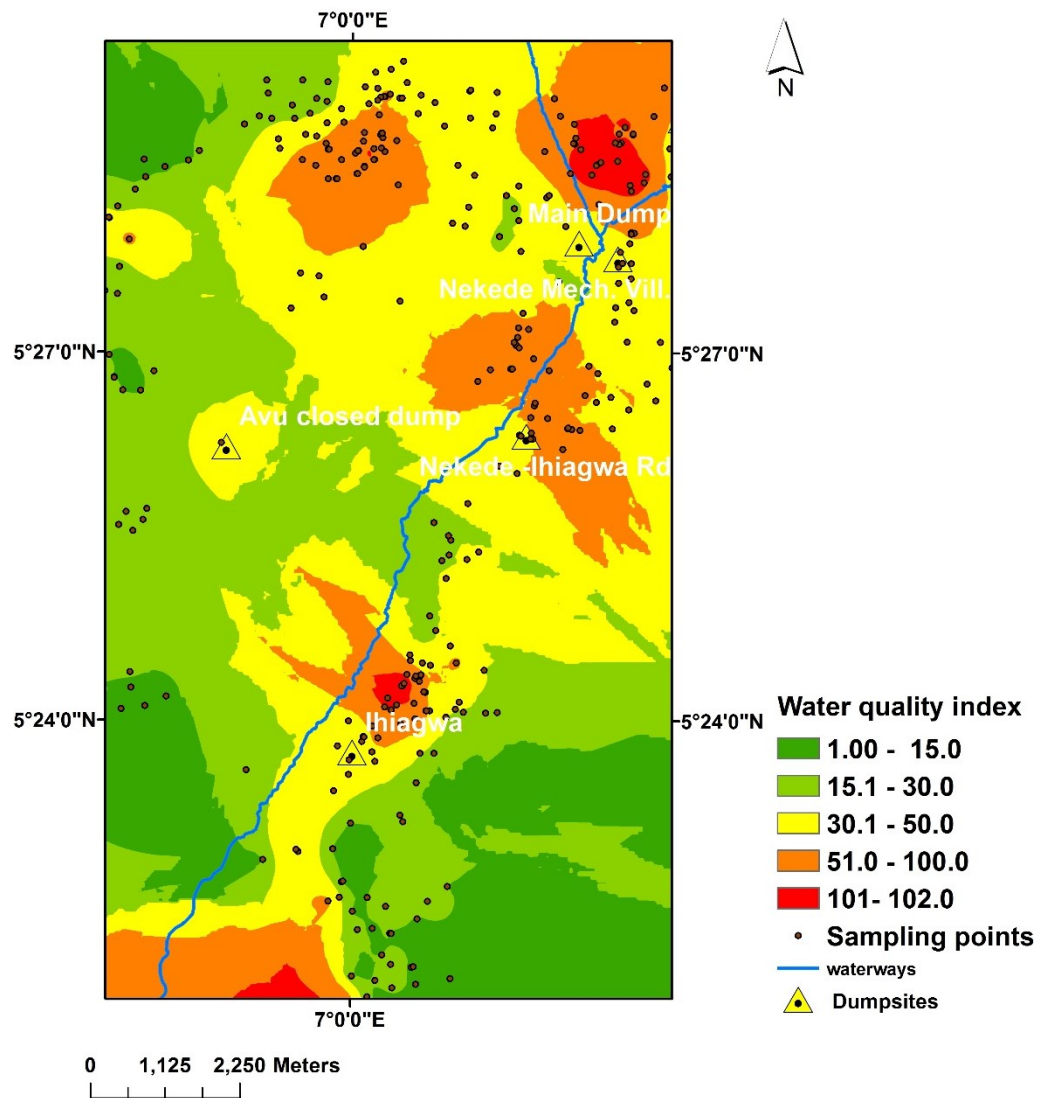 7°0'0"E
N
Main Dump
Nekede Mech. Vill.
5°27'0"N
5°27'0"N
Avu closed dump
Nekede -Ihiagwa Rd
5°24'0"N
5°24'0"N
Ihiagwa
7°0'0"E
Water quality index
1.00 - 15.0
15.1 - 30.0
30.1 - 50.0
51.0 - 100.0
101- 102.0
Sampling points
waterways
Dumpsites
0 1,125 2,250 Meters